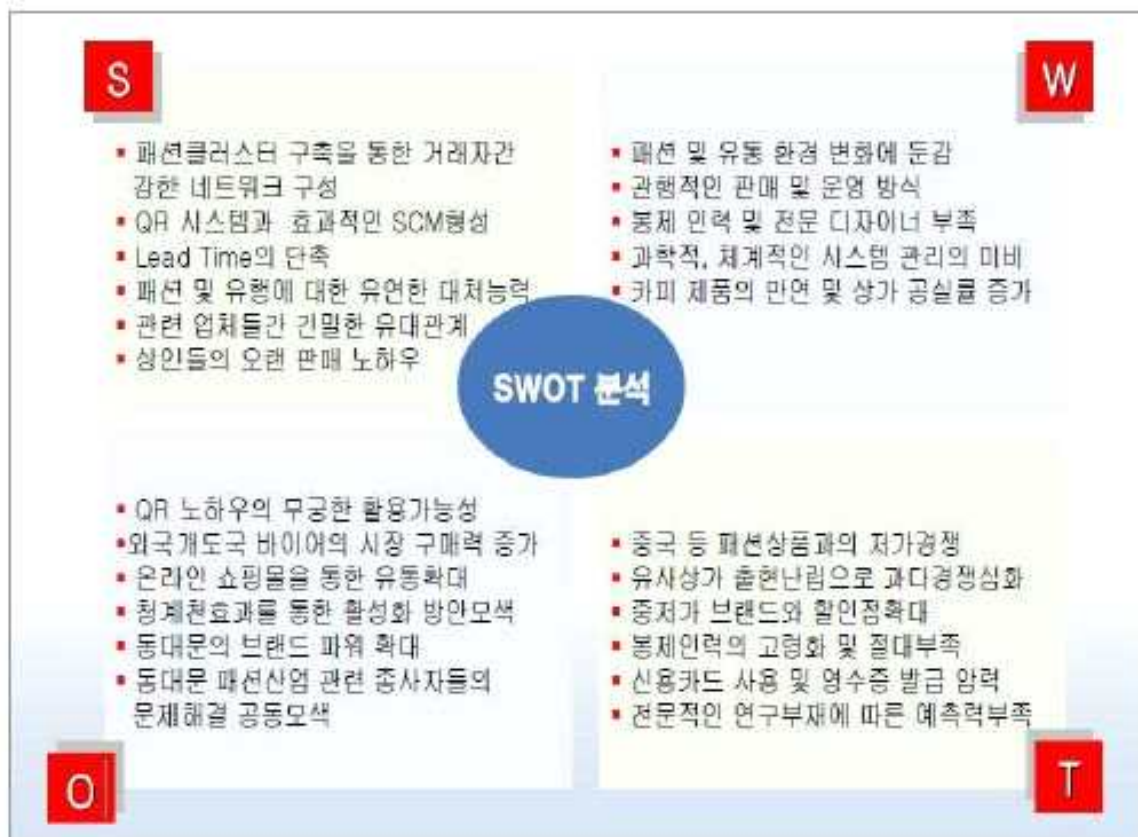 S
▪ 패션클러스터 구축을 통한 거래자간
강한 네트워크 구성
▪ QR 시스템과 효과적인 SCM형성
▪ Lead Time의 단축
▪ 패션 및 유행에 대한 유연한 대처능력
▪ 관련 업체들간 긴밀한 유대관계
▪ 상인들의 오랜 판매 노하우
W
▪ 패션 및 유통 환경 변화에 둔감
▪ 관행적인 판매 및 운영 방식
▪ 봉제 인력 및 전문 디자이너 부족
▪ 과학적, 체계적인 시스템 관리의 미비
▪ 카피 제품의 만연 및 상가 공실률 증가
SWOT 분석
▪ QR 노하우의 무궁한 활용가능성
▪외국개도국 바이어의 시장 구매력 증가
▪ 온라인 쇼핑몰을 통한 유통확대
▪ 청계천효과를 통한 활성화 방안모색
▪ 동대문의 브랜드 파워 확대
▪ 동대문 패션산업 관련 종사자들의
문제해결 공동모색
O
▪ 중국 등 패션상품과의 저가경쟁
▪ 유사상가 출현난립으로 과다경쟁심화
▪ 중저가 브랜드와 할인점확대
▪ 봉제인력의 고령화 및 절대부족
▪ 신용카드 사용 및 영수증 발급 압력
▪ 전문적인 연구부재에 따른 예측력부족
T